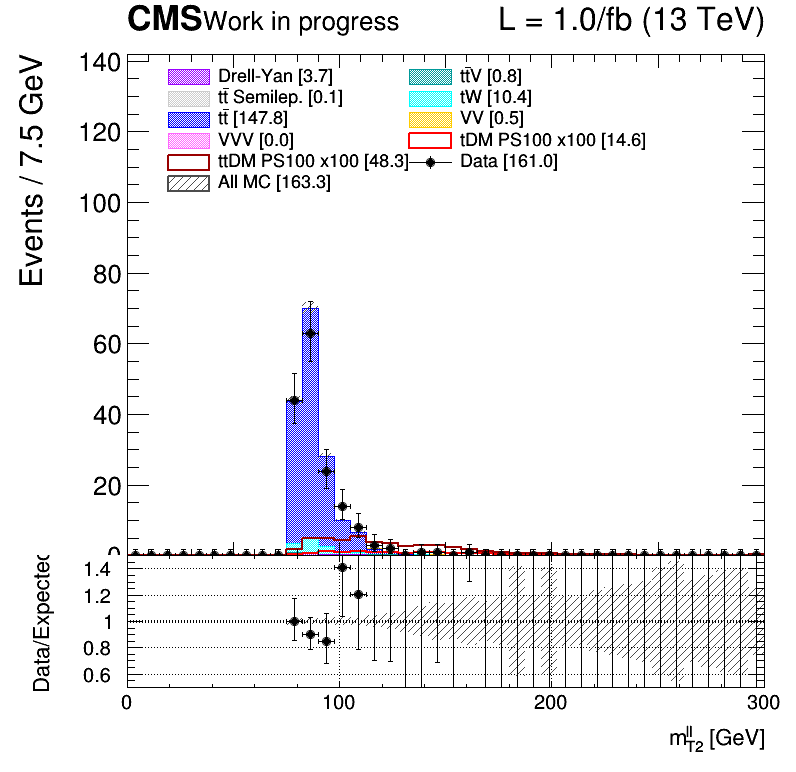 CMS Work in progress L = 1.0/fb (13 TeV)
Events / 7.5 GeV
Drell-Yan [3.7] tt̄V [0.8]
tt̄ Semilep. [0.1] tW [10.4]
tt̄ [147.8] VV [0.5]
VVV [0.0] tDM PS100 x100 [14.6]
ttDM PS100 x100 [48.3] Data [161.0]
All MC [163.3]
140
120
100
80
60
40
20
0
Data/Expected
1.4
1.2
1
0.8
0.6
0 100 200 300
m_{T2}^{ll} [GeV]